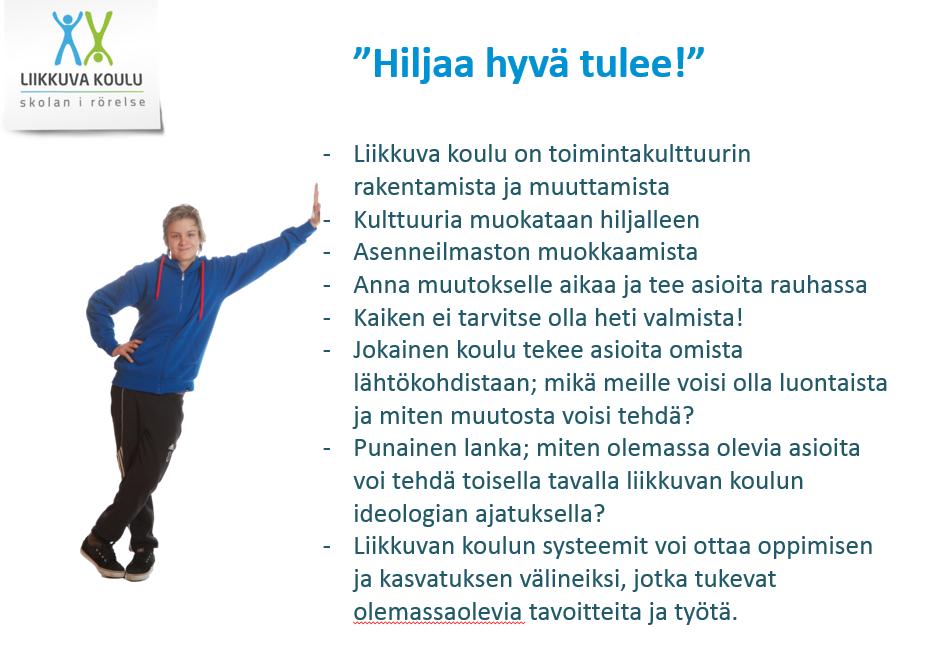 LIIKKUVA KOULU
skolan i rörelse
”Hiljaa hyvä tulee!”
- Liikkuva koulu on toimintakulttuurin
rakentamista ja muuttamista
- Kulttuuria muokataan hiljalleen
- Asenneilmaston muokkaamista
- Anna muutokselle aikaa ja tee asioita rauhassa
- Kaiken ei tarvitse olla heti valmista!
- Jokainen koulu tekee asioita omista
lähtökohdistaan; mikä meille voisi olla luontaista
ja miten muutosta voisi tehdä?
- Punainen lanka; miten olemassa olevia asioita
voi tehdä toisella tavalla liikkuvan koulun
ideologian ajatuksella?
- Liikkuvan koulun systeemit voi ottaa oppimisen
ja kasvatuksen välineiksi, jotka tukevat
olemassaolevia tavoitteita ja työtä.